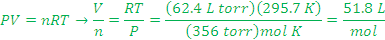 PV = nRT → V/n = RT/P = (62.4 L torr)(295.7 K)/(356 torr)mol K = 51.8 L/mol